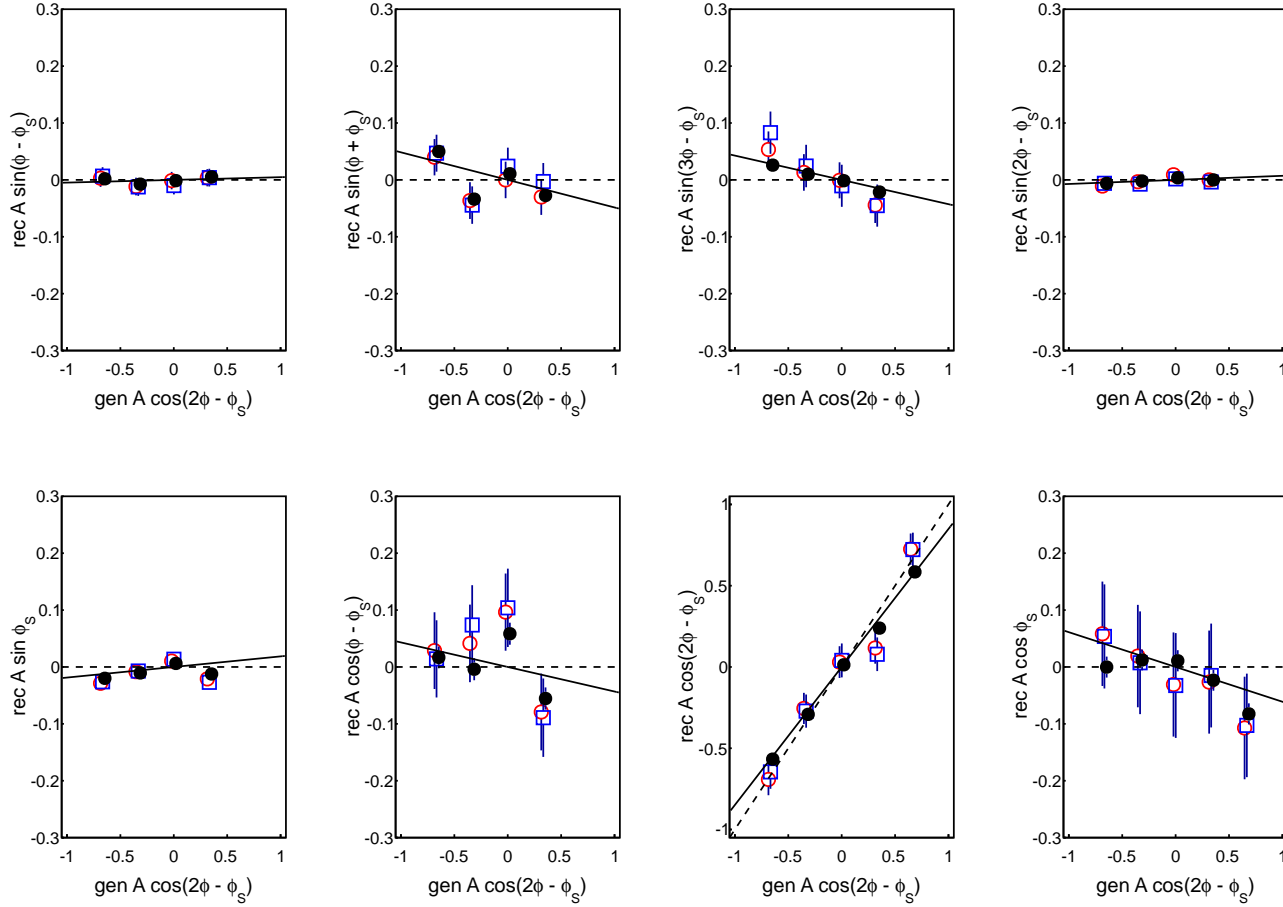 0.3
0.2
0.1
0
-0.1
-0.2
-0.3
-1 -0.5 0 0.5 1
rec A sin(ϕ - ϕS)
gen A cos(2ϕ - ϕS)
0.3
0.2
0.1
0
-0.1
-0.2
-0.3
-1 -0.5 0 0.5 1
rec A sin(ϕ + ϕS)
gen A cos(2ϕ - ϕS)
0.3
0.2
0.1
0
-0.1
-0.2
-0.3
-1 -0.5 0 0.5 1
rec A sin(3ϕ - ϕS)
gen A cos(2ϕ - ϕS)
0.3
0.2
0.1
0
-0.1
-0.2
-0.3
-1 -0.5 0 0.5 1
rec A sin(2ϕ - ϕS)
gen A cos(2ϕ - ϕS)
0.3
0.2
0.1
0
-0.1
-0.2
-0.3
-1 -0.5 0 0.5 1
rec A sin ϕS
gen A cos(2ϕ - ϕS)
0.3
0.2
0.1
0
-0.1
-0.2
-0.3
-1 -0.5 0 0.5 1
rec A cos(ϕ - ϕS)
gen A cos(2ϕ - ϕS)
1
0.5
0
-0.5
-1
-1 -0.5 0 0.5 1
rec A cos(2ϕ - ϕS)
gen A cos(2ϕ - ϕS)
0.3
0.2
0.1
0
-0.1
-0.2
-0.3
-1 -0.5 0 0.5 1
rec A cos ϕS
gen A cos(2ϕ - ϕS)